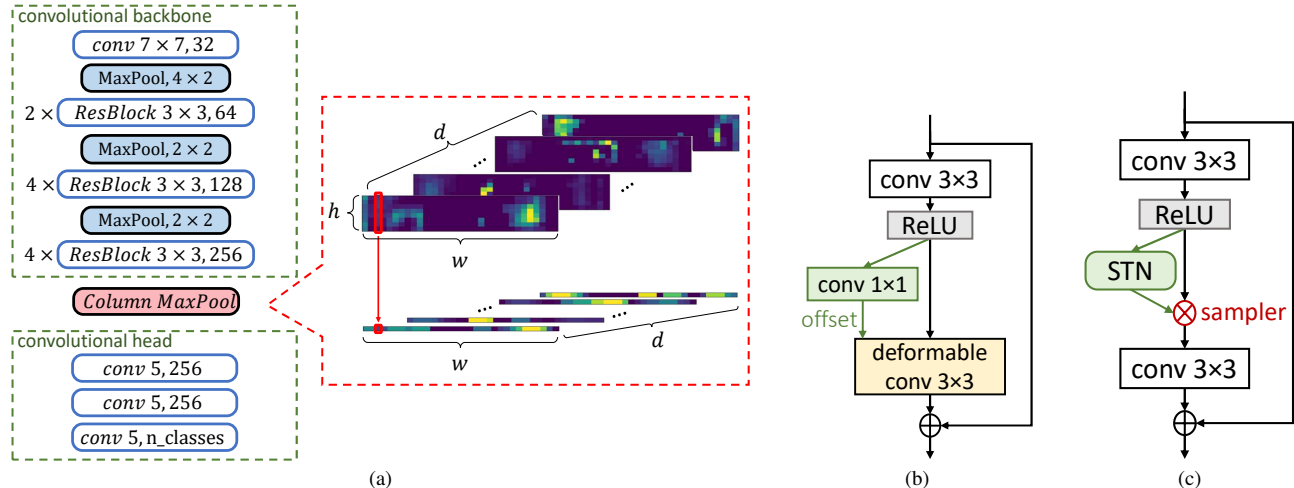 convolutional backbone
conv 7 × 7, 32
MaxPool, 4 × 2
2 × ResBlock 3 × 3, 64
MaxPool, 2 × 2
4 × ResBlock 3 × 3, 128
MaxPool, 2 × 2
4 × ResBlock 3 × 3, 256
Column MaxPool
convolutional head
conv 5, 256
conv 5, 256
conv 5, n_classes
d
...
...
h
w
...
...
w
d
(a)
conv 3×3
ReLU
conv 1×1
offset
deformable
conv 3×3
(b)
conv 3×3
ReLU
STN
sampler
conv 3×3
(c)